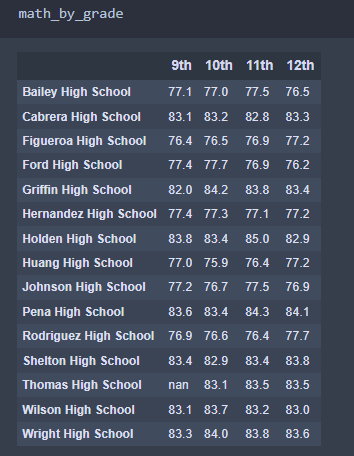 math_by_grade
9th 10th 11th 12th
Bailey High School 77.1 77.0 77.5 76.5
Cabrera High School 83.1 83.2 82.8 83.3
Figueroa High School 76.4 76.5 76.9 77.2
Ford High School 77.4 77.7 76.9 76.2
Griffin High School 82.0 84.2 83.8 83.4
Hernandez High School 77.4 77.3 77.1 77.2
Holden High School 83.8 83.4 85.0 82.9
Huang High School 77.0 75.9 76.4 77.2
Johnson High School 77.2 76.7 77.5 76.9
Pena High School 83.6 83.4 84.3 84.1
Rodriguez High School 76.9 76.6 76.4 77.7
Shelton High School 83.4 82.9 83.4 83.8
Thomas High School nan 83.1 83.5 83.5
Wilson High School 83.1 83.7 83.2 83.0
Wright High School 83.3 84.0 83.8 83.6